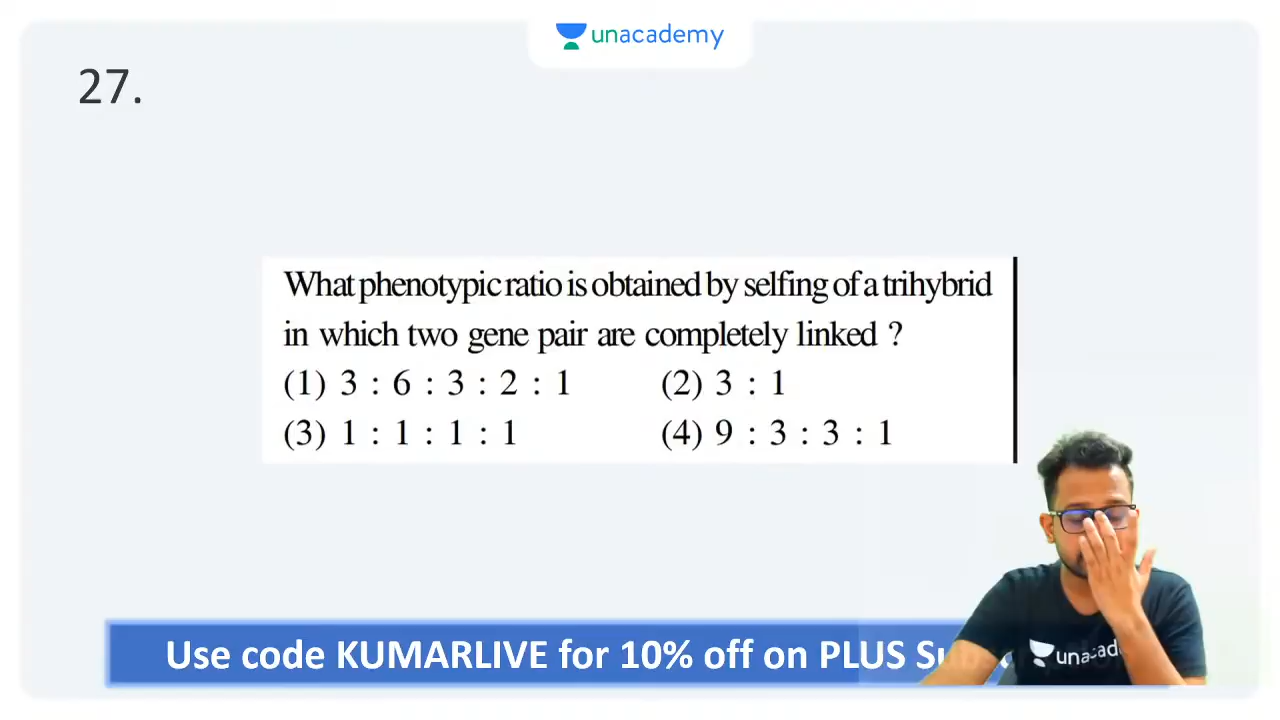 unacademy
27.
What phenotypic ratio is obtained by selfing of a trihybrid
in which two gene pair are completely linked ?
(1) 3 : 6 : 3 : 2 : 1 (2) 3 : 1
(3) 1 : 1 : 1 : 1 (4) 9 : 3 : 3 : 1
Use code KUMARLIVE for 10% off on PLUS